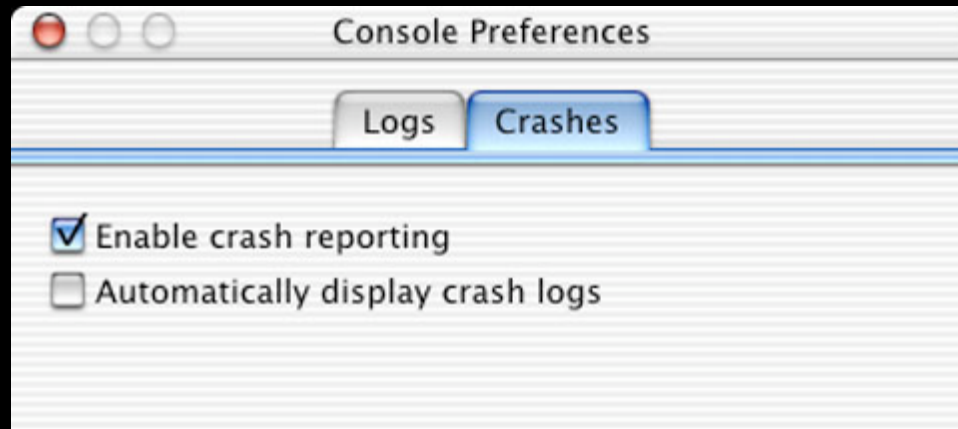 Console Preferences
Logs Crashes
Enable crash reporting
Automatically display crash logs